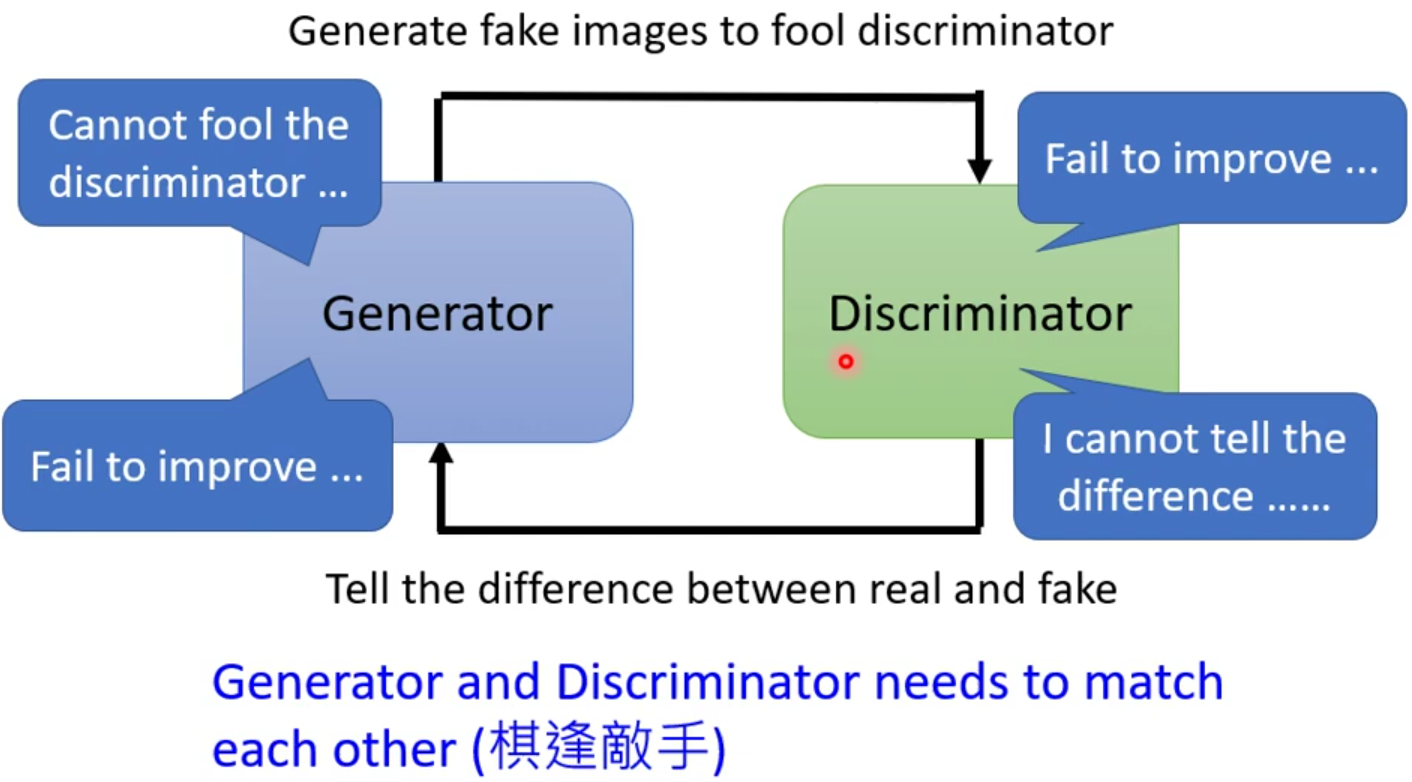 Generate fake images to fool discriminator
Cannot fool the
discriminator ...
Fail to improve ...
Generator
Discriminator
Fail to improve ...
I cannot tell the
difference ......
Tell the difference between real and fake
Generator and Discriminator needs to match
each other (棋逢敵手)